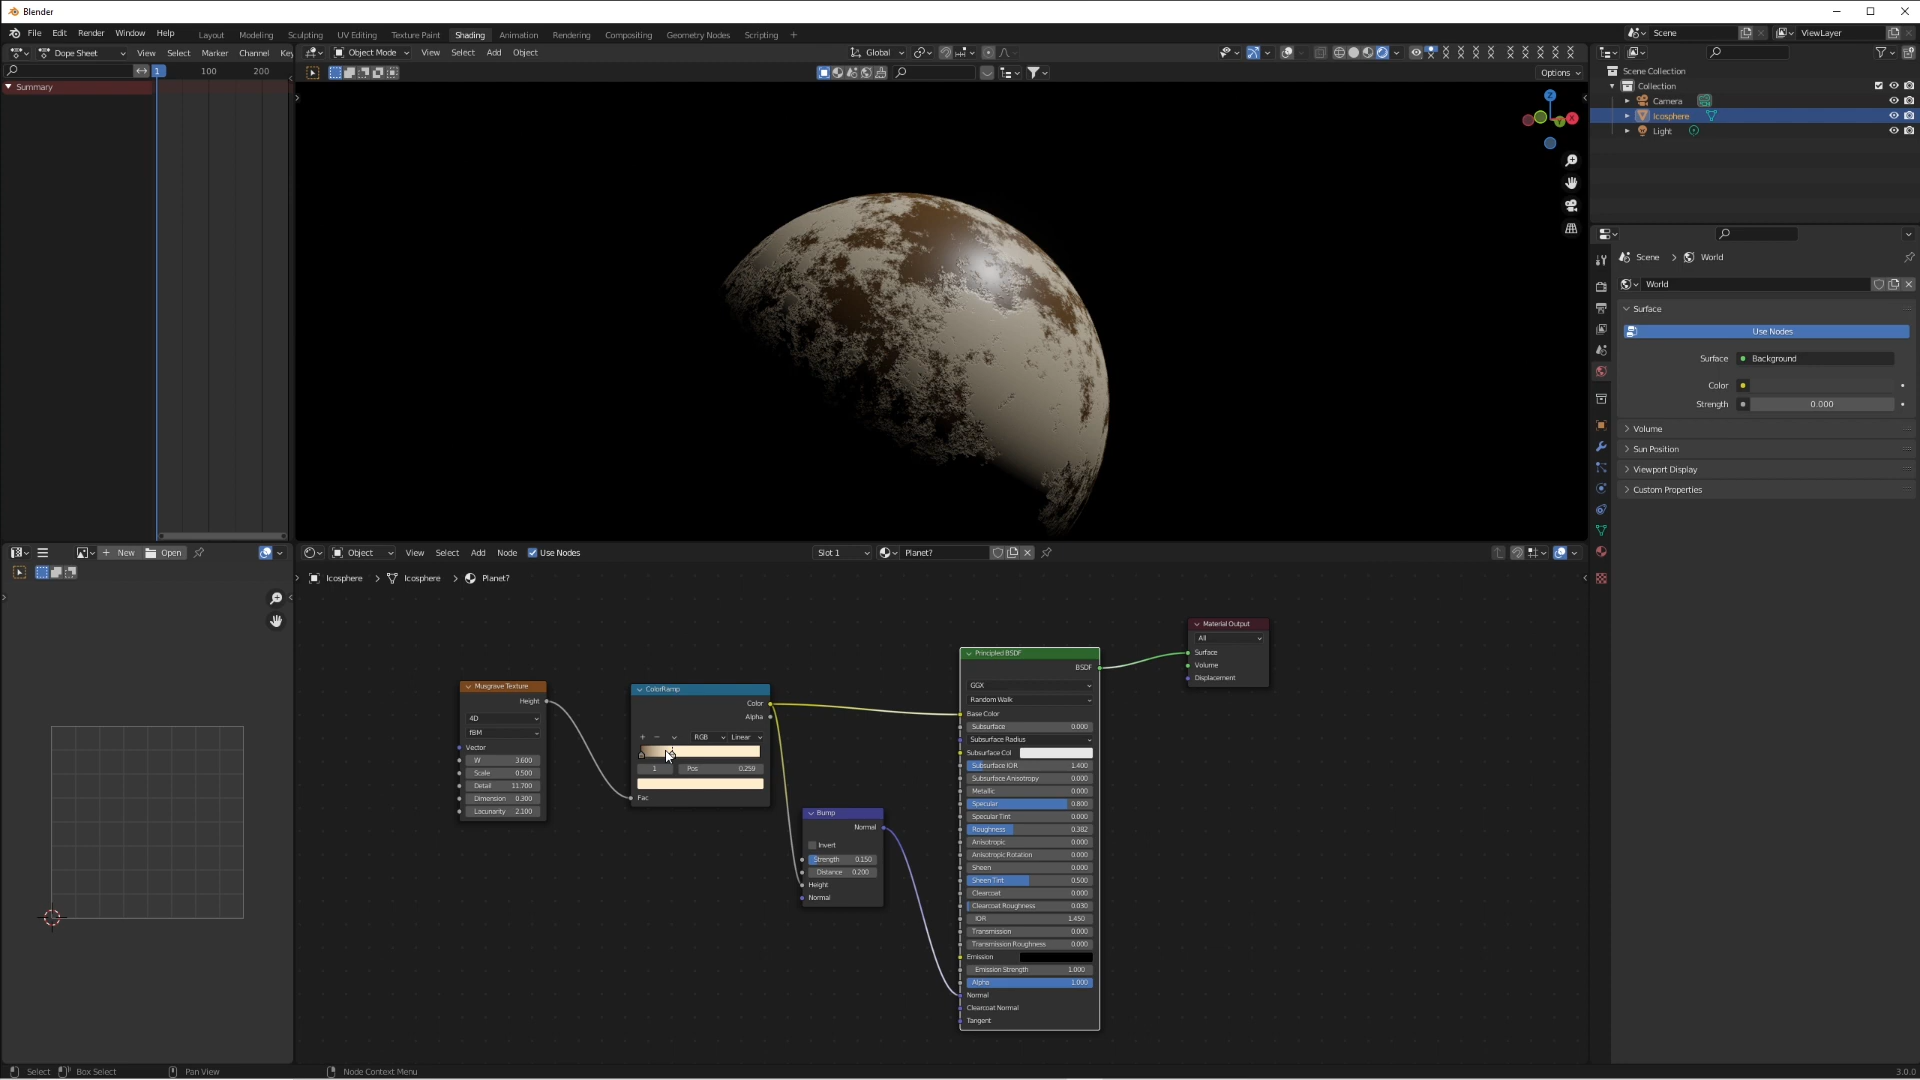 Blender
File Edit Render Window Help
Layout Modeling Sculpting UV Editing Texture Paint Shading Animation Rendering Compositing Geometry Nodes Scripting +
Scene
ViewLayer
Dope Sheet View Select Marker Channel Key
Object Mode View Select Add Object
Global
1 100 200
Summary
Options
Z
X
Y
Scene Collection
Collection
Camera
Icosphere
Light
Scene > World
World
Surface
Use Nodes
Surface Background
Color
Strength 0.000
Volume
Sun Position
Viewport Display
Custom Properties
New Open
Object View Select Add Node Use Nodes
Slot 1
Planet?
Icosphere > Icosphere > Planet?
Musgrave Texture
Height
4D
fBM
Vector
W 3.600
Scale 0.500
Detail 11.700
Dimension 0.300
Lacunarity 2.100
ColorRamp
Color
Alpha
RGB Linear
1 Pos 0.259
Fac
Bump
Normal
Invert
Strength 0.150
Distance 0.200
Height
Normal
Principled BSDF
BSDF
GGX
Random Walk
Base Color
Subsurface 0.000
Subsurface Radius
Subsurface Col
Subsurface IOR 1.400
Subsurface Anisotropy 0.000
Metallic 0.000
Specular 0.800
Specular Tint 0.000
Roughness 0.382
Anisotropic 0.000
Anisotropic Rotation 0.000
Sheen 0.000
Sheen Tint 0.500
Clearcoat 0.000
Clearcoat Roughness 0.030
IOR 1.450
Transmission 0.000
Transmission Roughness 0.000
Emission
Emission Strength 1.000
Alpha 1.000
Normal
Clearcoat Normal
Tangent
Material Output
All
Surface
Volume
Displacement
Select Box Select Pan View Node Context Menu
3.0.0